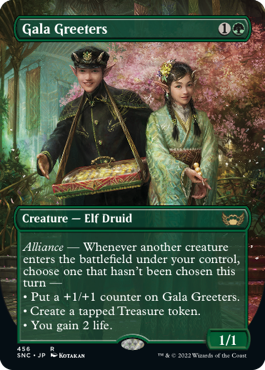 Gala Greeters 1
Creature — Elf Druid
Alliance — Whenever another creature
enters the battlefield under your control,
choose one that hasn't been chosen this
turn —
• Put a +1/+1 counter on Gala Greeters.
• Create a tapped Treasure token.
• You gain 2 life.
1/1
456 R
SNC • JP Kotakan
™ & © 2022 Wizards of the Coast